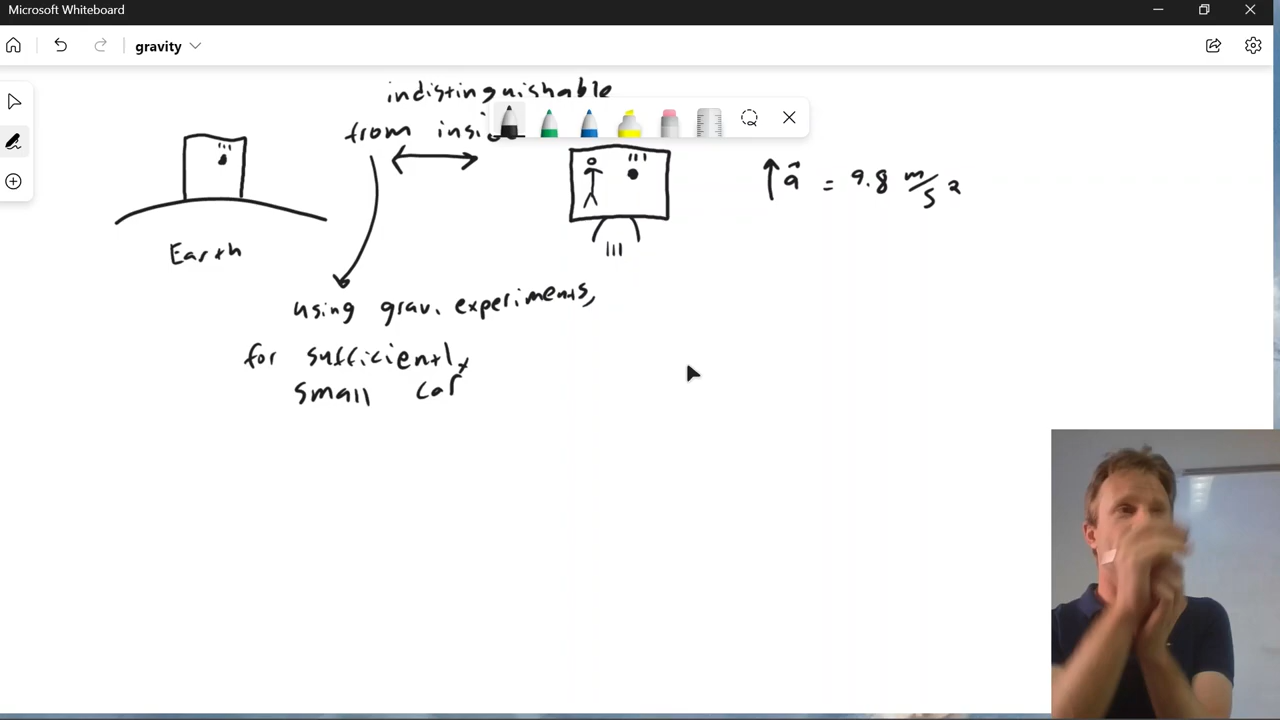 Microsoft Whiteboard
gravity
indistinguishable
from insi
Earth
a = 9.8 m/s2
using grav. experiments,
for sufficiently
small car